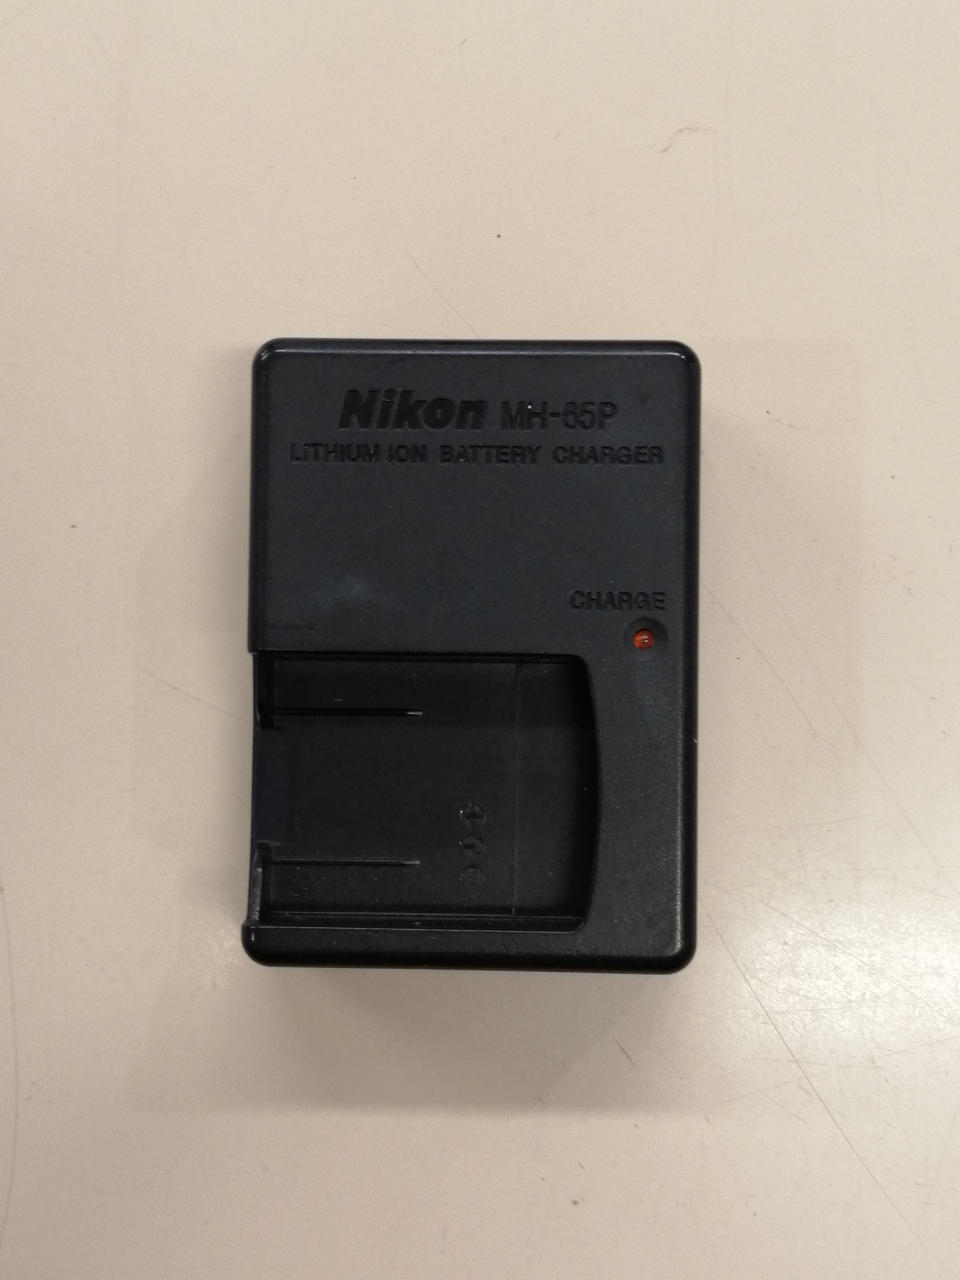 Nikon MH-65P
LITHIUM ION BATTERY CHARGER
CHARGE